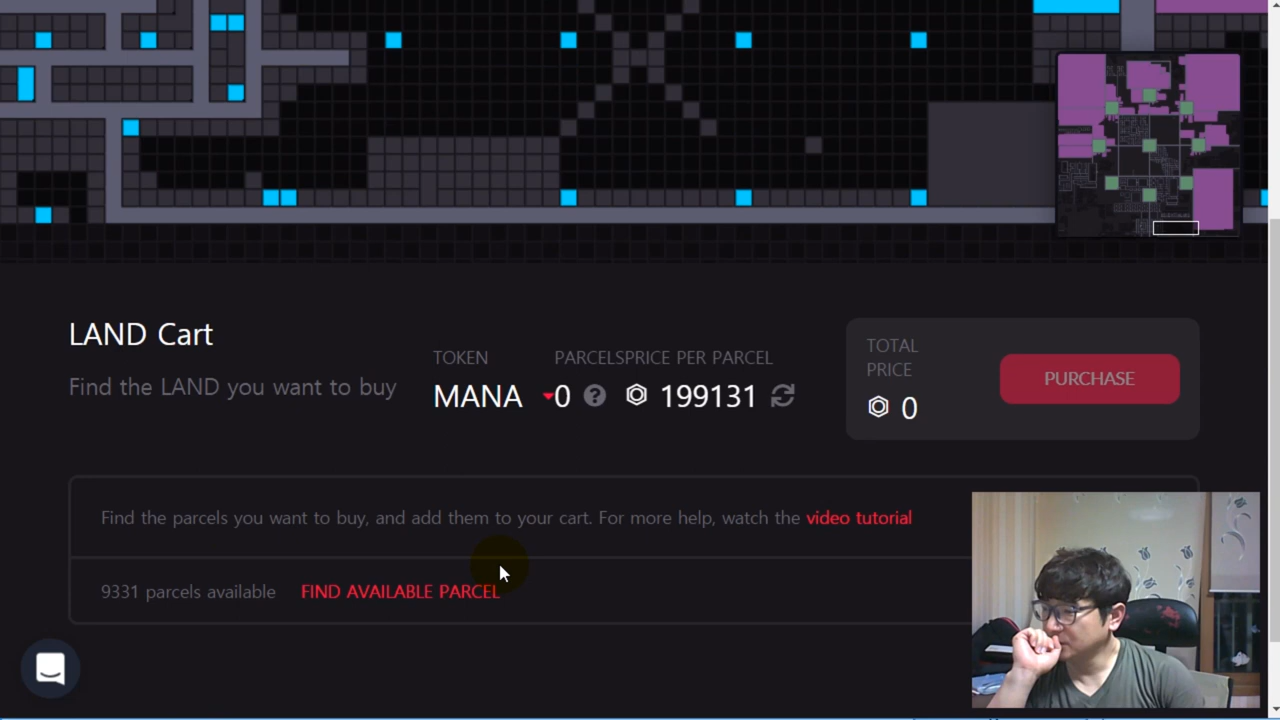 LAND Cart
Find the LAND you want to buy
TOKEN
MANA
PARCELS
0
PRICE PER PARCEL
199131
TOTAL
PRICE
0
PURCHASE
Find the parcels you want to buy, and add them to your cart. For more help, watch the video tutorial
9331 parcels available FIND AVAILABLE PARCEL